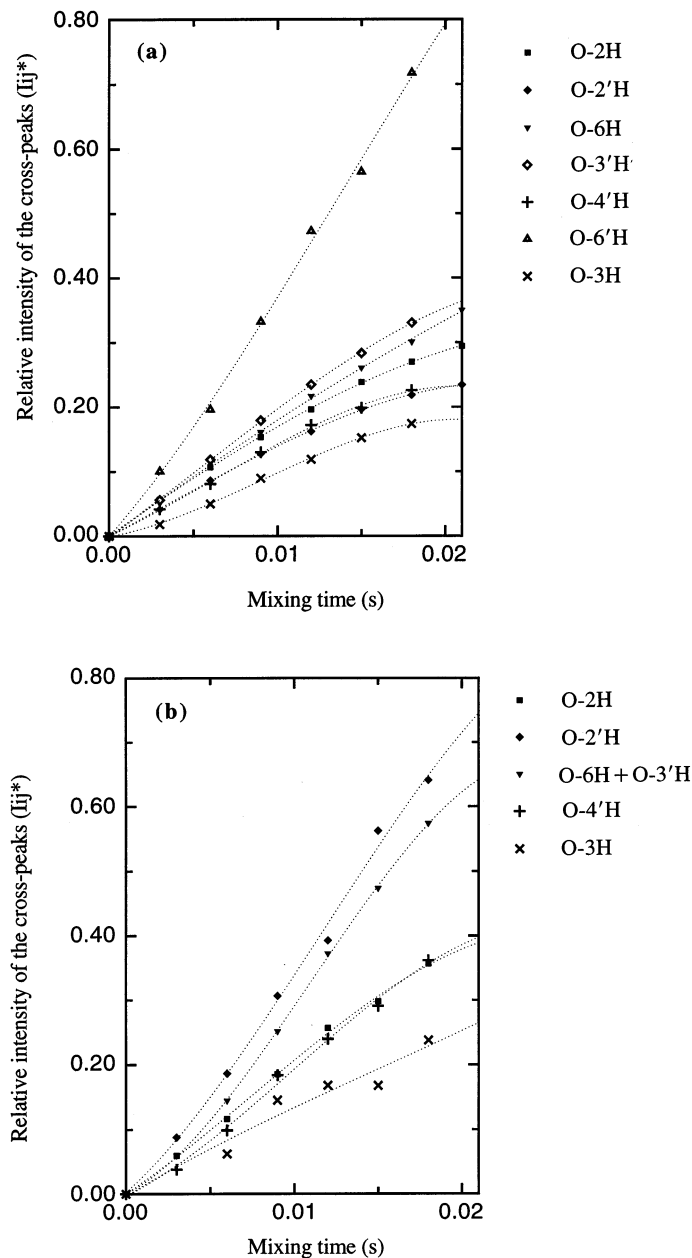 0.80
(a)
0.60
0.40
0.20
0.00
0.00
0.01
0.02
Relative intensity of the cross-peaks (Iij*)
Mixing time (s)
O-2H
O-2′H
O-6H
O-3′H
O-4′H
O-6′H
O-3H
0.80
(b)
0.60
0.40
0.20
0.00
0.00
0.01
0.02
Relative intensity of the cross-peaks (Iij*)
Mixing time (s)
O-2H
O-2′H
O-6H + O-3′H
O-4′H
O-3H